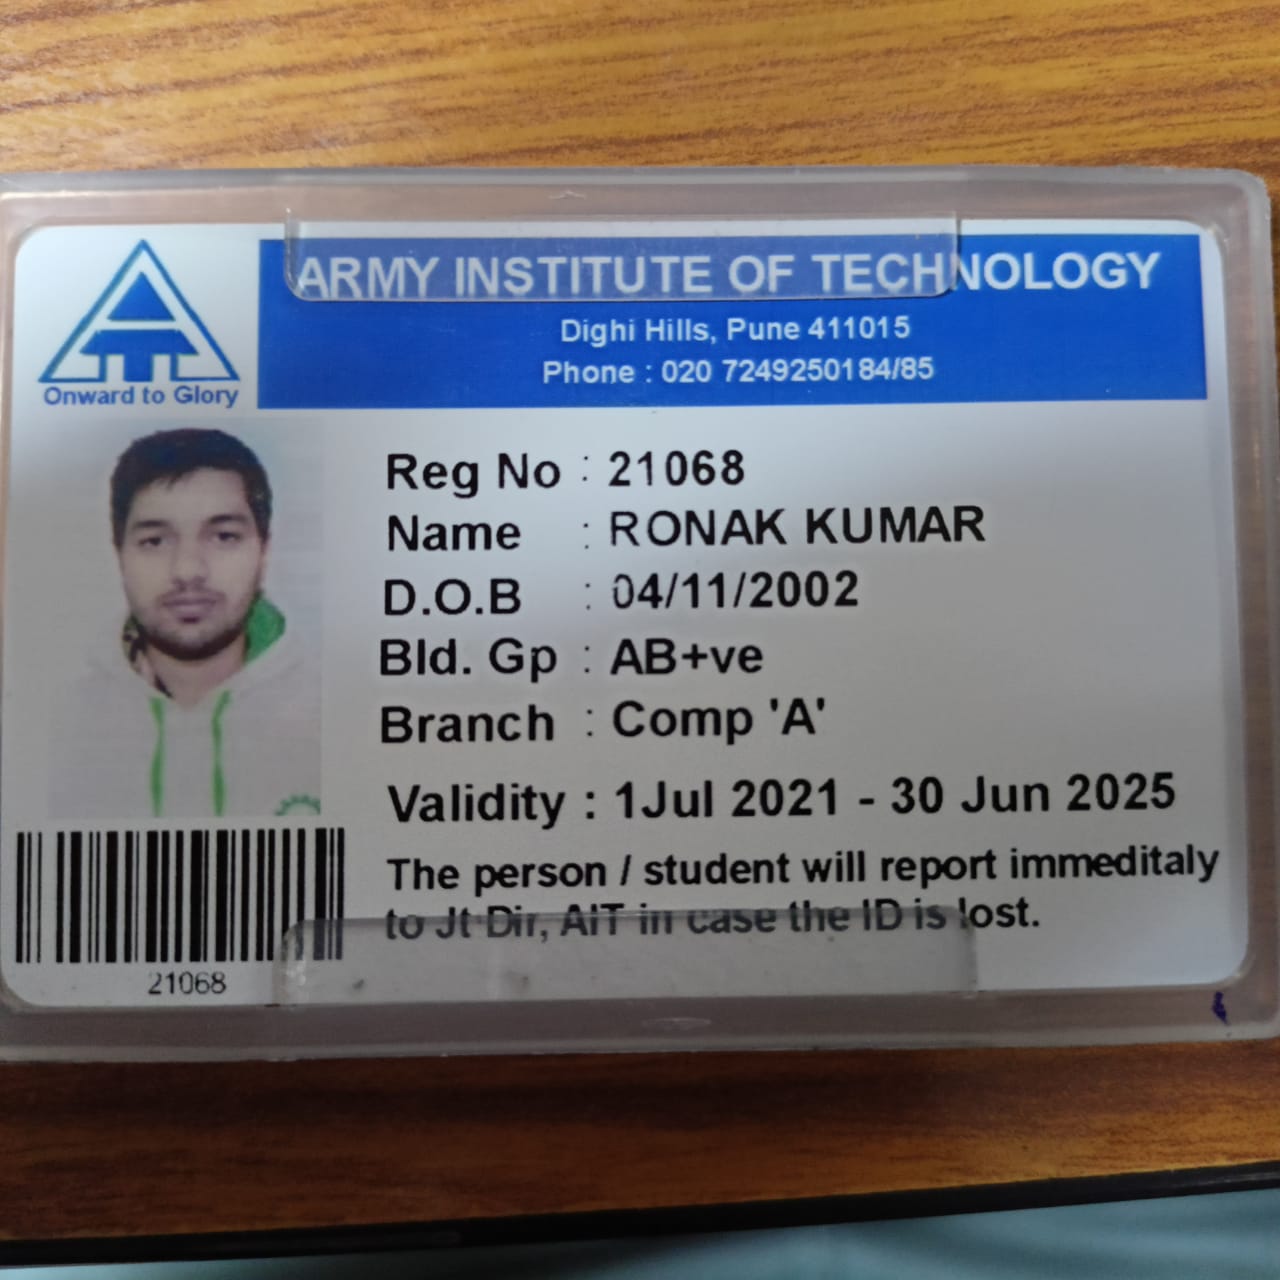 ARMY INSTITUTE OF TECHNOLOGY
Dighi Hills, Pune 411015
Phone : 020 7249250184/85
Onward to Glory
Reg No : 21068
Name : RONAK KUMAR
D.O.B : 04/11/2002
Bld. Gp : AB+ve
Branch : Comp 'A'
Validity : 1Jul 2021 - 30 Jun 2025
The person / student will report immeditaly
to Jt Dir, AIT in case the ID is lost.
21068